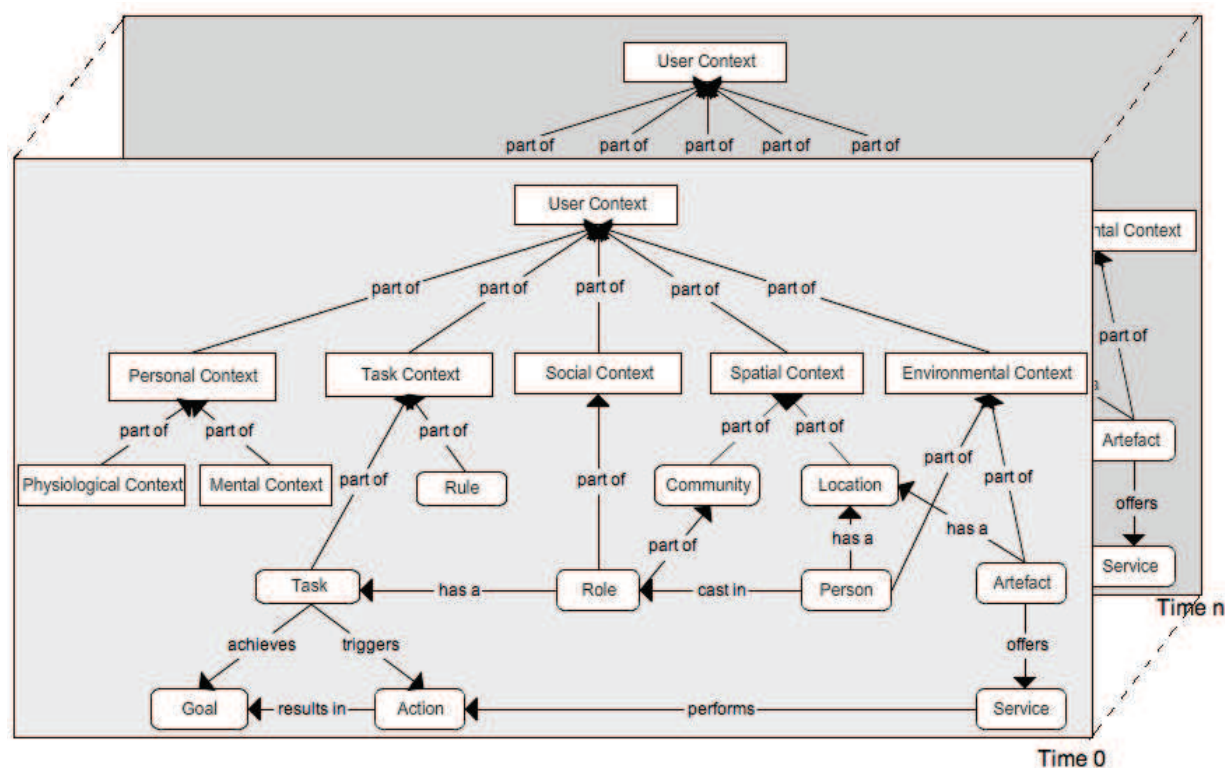 User Context
part of part of part of part of part of
User Context
ntal Context
part of part of part of part of part of
part of
Personal Context Task Context Social Context Spatial Context Environmental Context
a
part of part of part of part of part of
Artefact
part of part of part of part of
Physiological Context Mental Context Rule Community Location
offers
has a has a
part of
Service
Task has a Role cast in Person Artefact
Time n
achieves triggers offers
Goal results in Action performs Service
Time 0